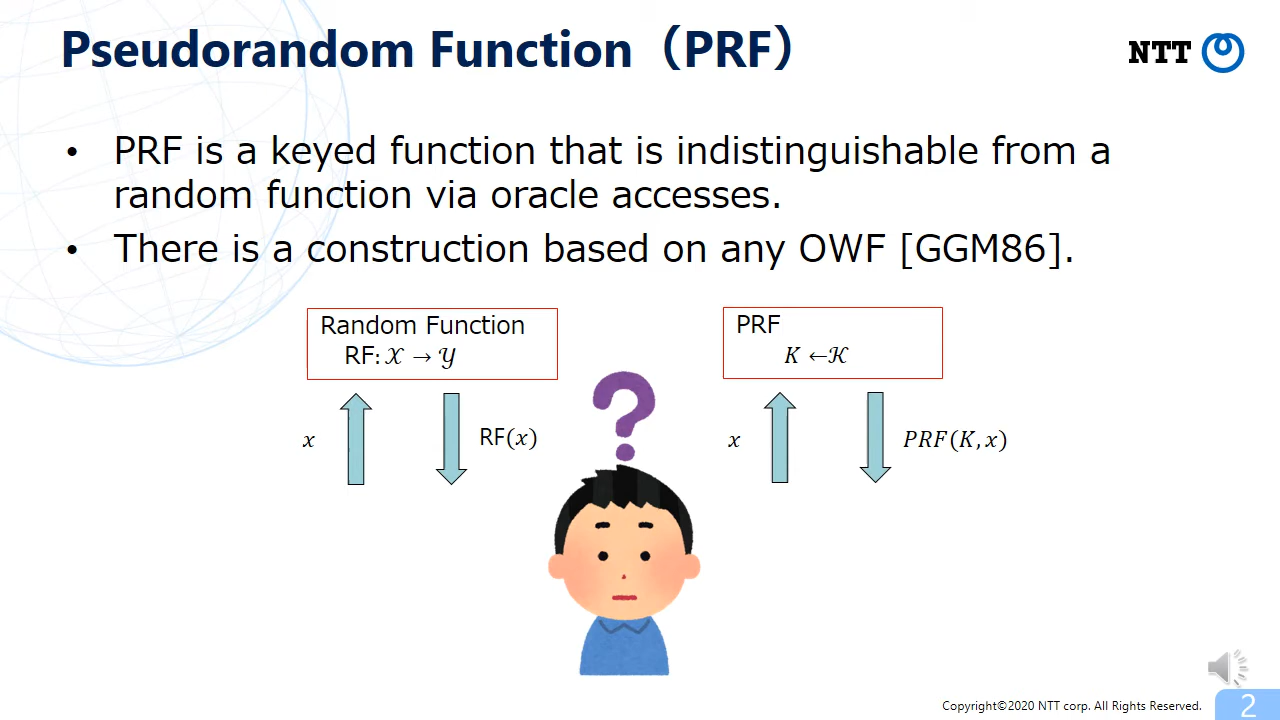 Pseudorandom Function（PRF）
NTT
• PRF is a keyed function that is indistinguishable from a
random function via oracle accesses.
• There is a construction based on any OWF [GGM86].
Random Function
RF: 𝒳 → 𝒴
PRF
K ←𝒦
x
RF(x)
?
x
PRF(K, x)
Copyright©2020 NTT corp. All Rights Reserved.
2